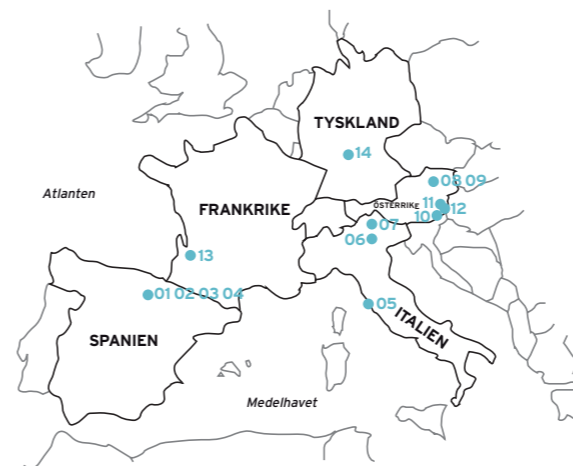 TYSKLAND
14
08 09
Atlanten
ÖSTERRIKE
11
12
10
FRANKRIKE
07
06
13
01 02 03 04
05
ITALIEN
SPANIEN
Medelhavet